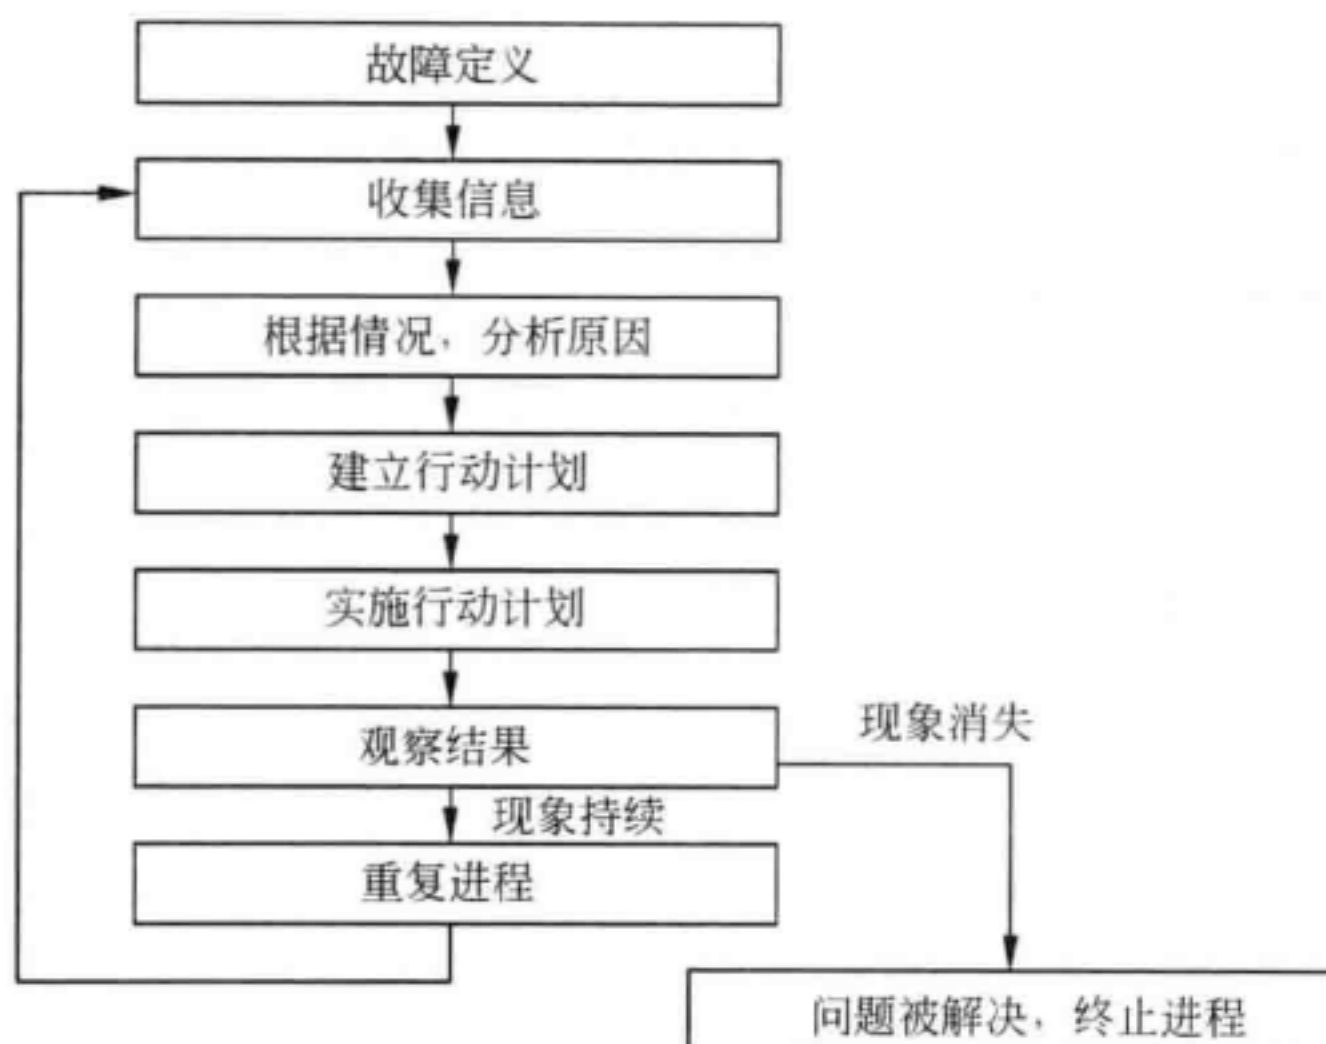 故障定义
收集信息
根据情况，分析原因
建立行动计划
实施行动计划
观察结果
现象消失
现象持续
重复进程
问题被解决，终止进程